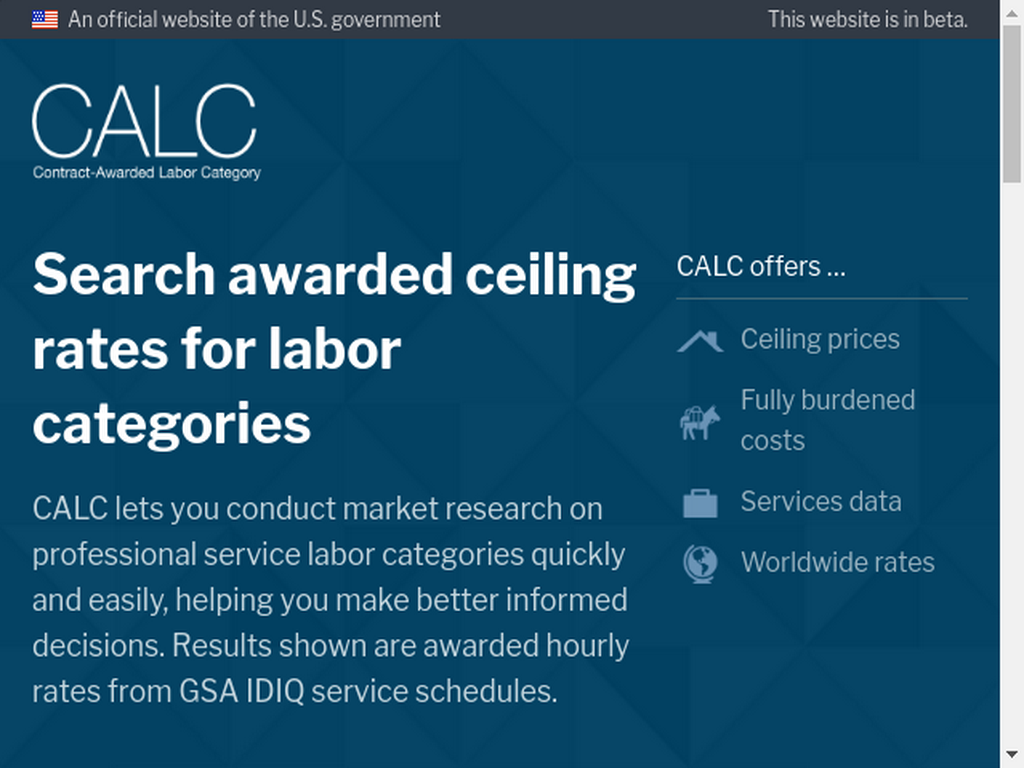 An official website of the U.S. government
This website is in beta.
CALC
Contract-Awarded Labor Category
Search awarded ceiling
rates for labor
categories
CALC lets you conduct market research on
professional service labor categories quickly
and easily, helping you make better informed
decisions. Results shown are awarded hourly
rates from GSA IDIQ service schedules.
CALC offers ...
Ceiling prices
Fully burdened
costs
Services data
Worldwide rates